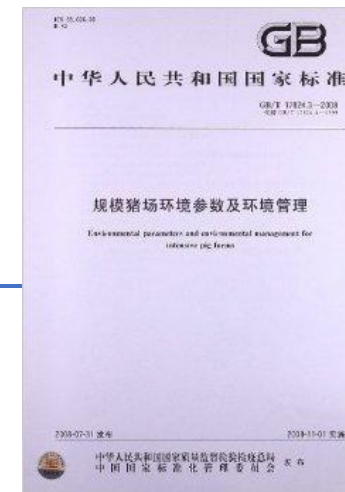 GB
中华人民共和国国家标准
GB/T 17824.3—2008
规模猪场环境参数及环境管理
Environmental parameters and environmental management for
intensive pig farms
2008-07-31 发布
2008-11-01 实施
中华人民共和国国家质量监督检验检疫总局
中国国家标准化管理委员会
发布